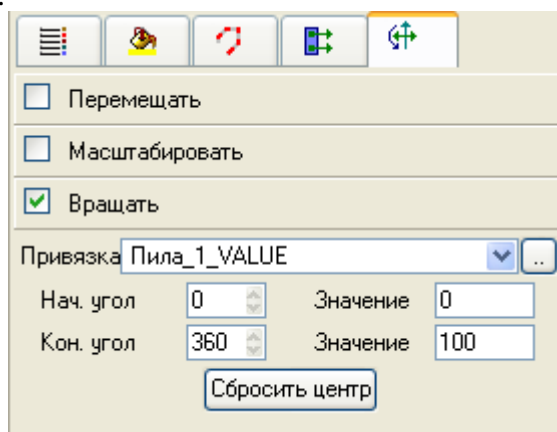 Перемещать
Масштабировать
Вращать
Привязка Пила_1_VALUE ..
Нач. угол 0 Значение 0
Кон. угол 360 Значение 100
Сбросить центр